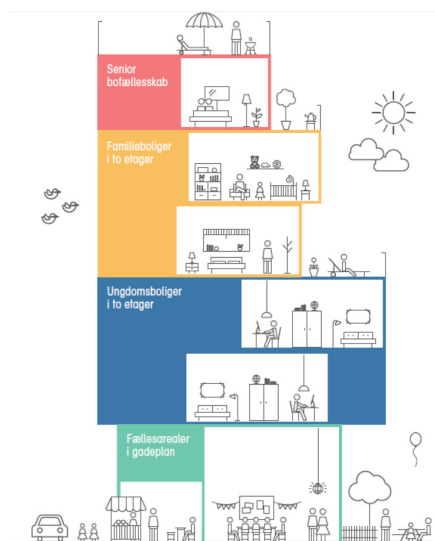 Senior
bofællesskab
Familieboliger
i to etager
Ungdomsboliger
i to etager
Fællesarealer
i gadeplan